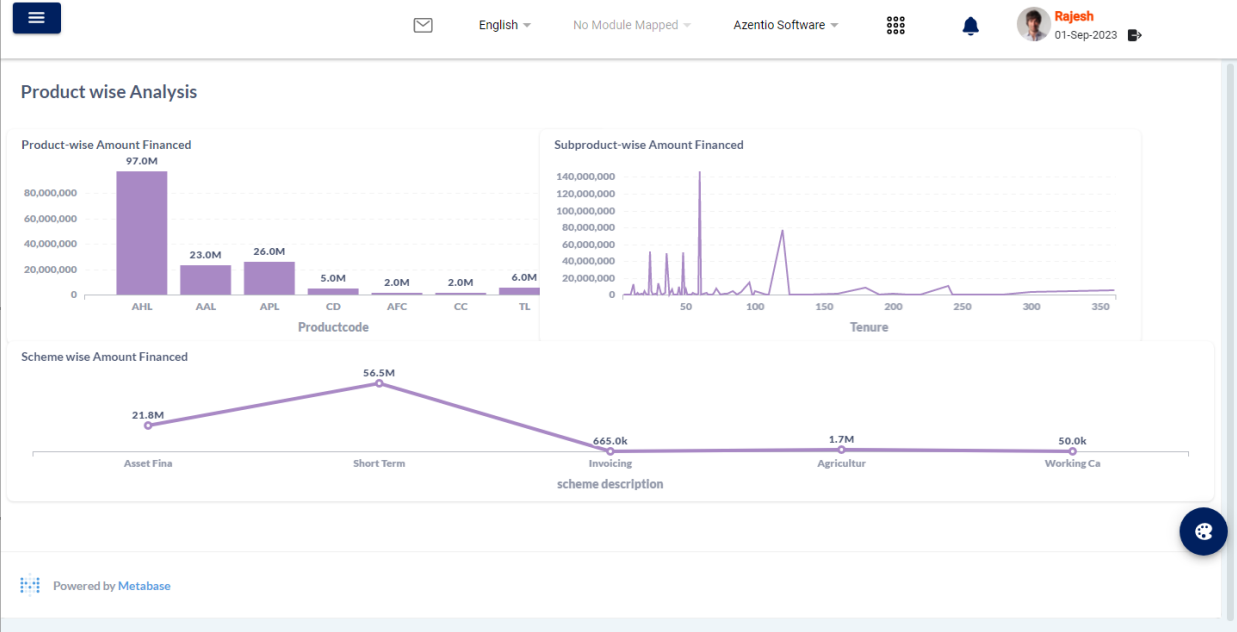 English
No Module Mapped
Azentio Software
Rajesh
01-Sep-2023
Product wise Analysis
Product-wise Amount Financed
97.0M
80,000,000
60,000,000
40,000,000
20,000,000
0
23.0M
26.0M
5.0M
2.0M
2.0M
6.0M
AHL
AAL
APL
CD
AFC
CC
TL
Productcode
Subproduct-wise Amount Financed
140,000,000
120,000,000
100,000,000
80,000,000
60,000,000
40,000,000
20,000,000
0
50
100
150
200
250
300
350
Tenure
Scheme wise Amount Financed
21.8M
56.5M
665.0k
1.7M
50.0k
Asset Fina
Short Term
Invoicing
Agricultur
Working Ca
scheme description
Powered by Metabase